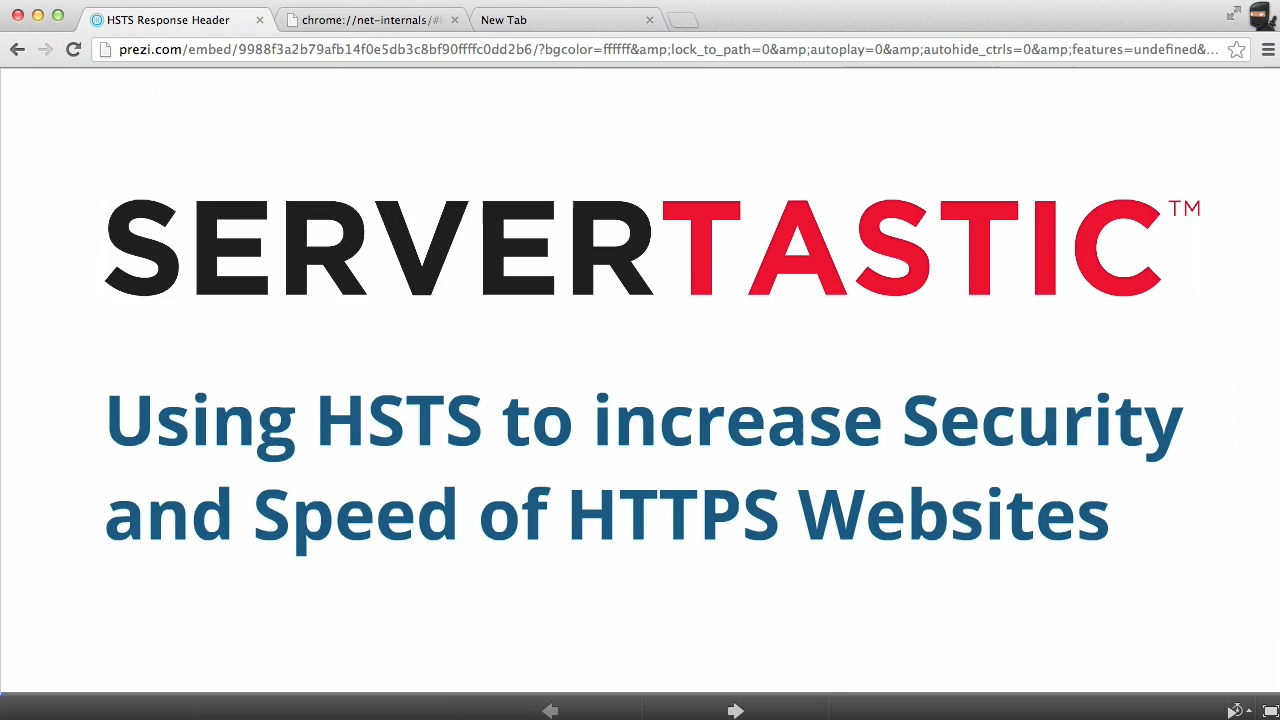 HSTS Response Header
chrome://net-internals/#h
New Tab
prezi.com/embed/9988f3a2b79afb14f0e5db3c8bf90ffffc0dd2b6/?bgcolor=ffffff&amp;lock_to_path=0&amp;autoplay=0&amp;autohide_ctrls=0&amp;features=undefined&...
SERVERTASTIC™
Using HSTS to increase Security
and Speed of HTTPS Websites